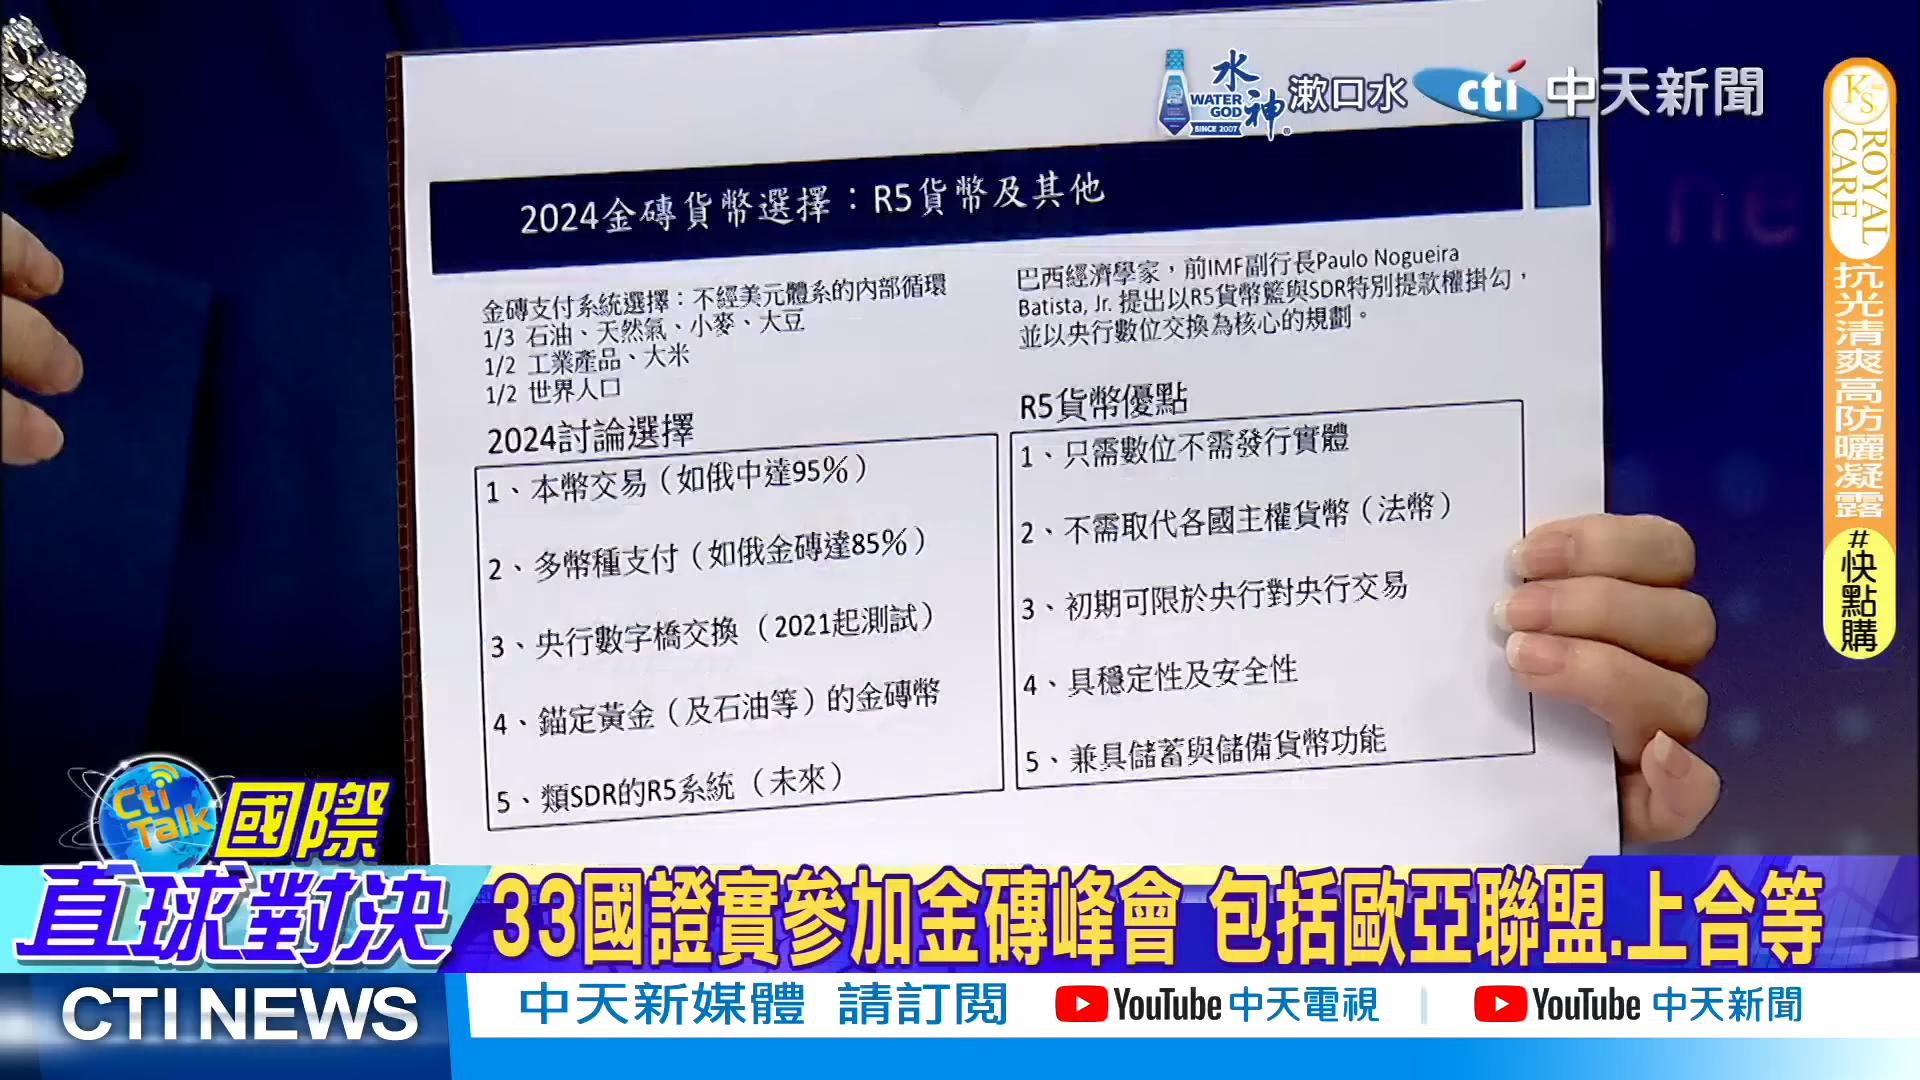 水神
WATER GOD
SINCE 2007
漱口水
cti 中天新聞
KS
ROYAL CARE
抗光清爽高防曬凝露
#快點購
2024金磚貨幣選擇：R5貨幣及其他
金磚支付系統選擇：不經美元體系的內部循環
1/3 石油、天然氣、小麥、大豆
1/2 工業產品、大米
1/2 世界人口
2024討論選擇
1、本幣交易（如俄中達95%）
2、多幣種支付（如俄金磚達85%）
3、央行數字橋交換（2021起測試）
4、錨定黃金（及石油等）的金磚幣
5、類SDR的R5系統（未來）
巴西經濟學家，前IMF副行長Paulo Nogueira
Batista, Jr. 提出以R5貨幣籃與SDR特別提款權掛勾，
並以央行數位交換為核心的規劃。
R5貨幣優點
1、只需數位不需發行實體
2、不需取代各國主權貨幣（法幣）
3、初期可限於央行對央行交易
4、具穩定性及安全性
5、兼具儲蓄與儲備貨幣功能
Cti Talk 國際
直球對決
33國證實參加金磚峰會 包括歐亞聯盟.上合等
CTI NEWS
中天新媒體 請訂閱 YouTube 中天電視 | YouTube 中天新聞